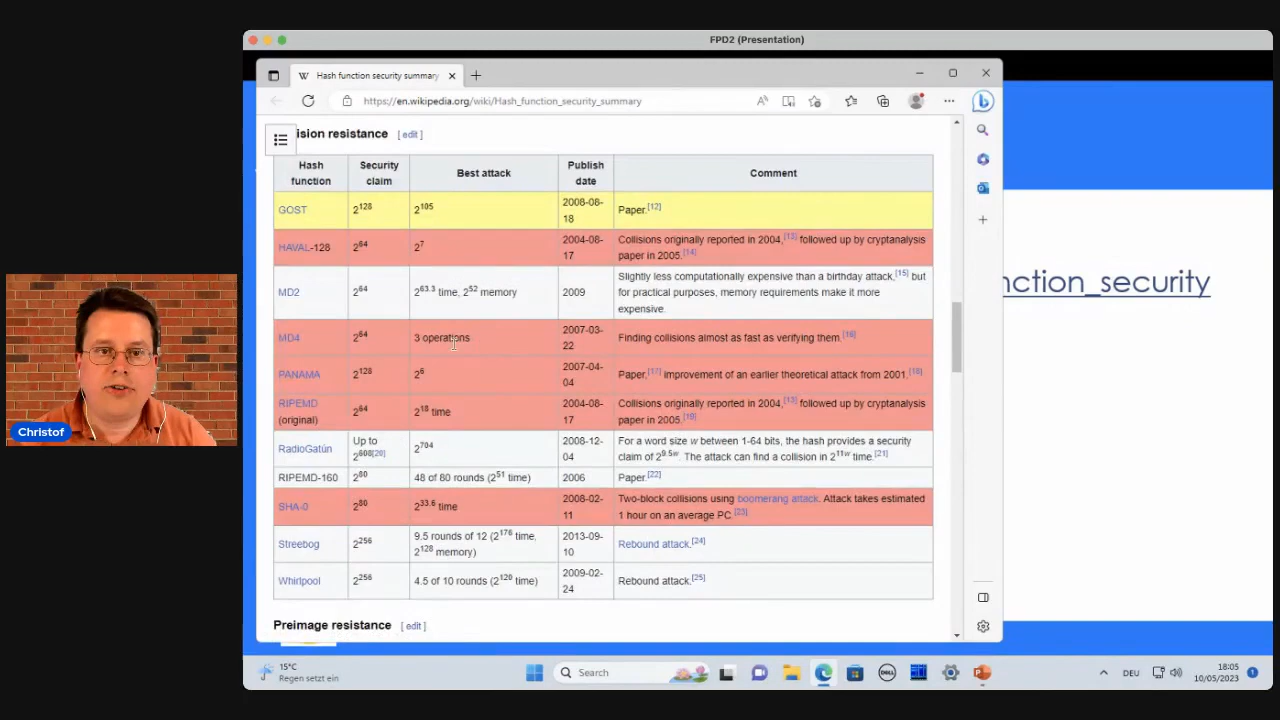 FPD2 (Presentation)
Hash function security summary
https://en.wikipedia.org/wiki/Hash_function_security_summary
ision resistance [ edit ]
Hash function Security claim Best attack Publish date Comment
GOST 2^128 2^105 2008-08-18 Paper.[12]
HAVAL-128 2^64 2^7 2004-08-17 Collisions originally reported in 2004,[13] followed up by cryptanalysis paper in 2005.[14]
MD2 2^64 2^63.3 time, 2^52 memory 2009 Slightly less computationally expensive than a birthday attack,[15] but for practical purposes, memory requirements make it more expensive.
MD4 2^64 3 operations 2007-03-22 Finding collisions almost as fast as verifying them.[16]
PANAMA 2^128 2^6 2007-04-04 Paper,[17] improvement of an earlier theoretical attack from 2001.[18]
RIPEMD (original) 2^64 2^18 time 2004-08-17 Collisions originally reported in 2004,[13] followed up by cryptanalysis paper in 2005.[19]
RadioGatún Up to 2^608[20] 2^704 2008-12-04 For a word size w between 1-64 bits, the hash provides a security claim of 2^9.5w. The attack can find a collision in 2^11w time.[21]
RIPEMD-160 2^80 48 of 80 rounds (2^51 time) 2006 Paper.[22]
SHA-0 2^80 2^33.6 time 2008-02-11 Two-block collisions using boomerang attack. Attack takes estimated 1 hour on an average PC.[23]
Streebog 2^256 9.5 rounds of 12 (2^176 time, 2^128 memory) 2013-09-10 Rebound attack.[24]
Whirlpool 2^256 4.5 of 10 rounds (2^120 time) 2009-02-24 Rebound attack.[25]
Preimage resistance [ edit ]
nction_security
Christof
15°C
Regen setzt ein
Search
DELL
DEU
18:05
10/05/2023